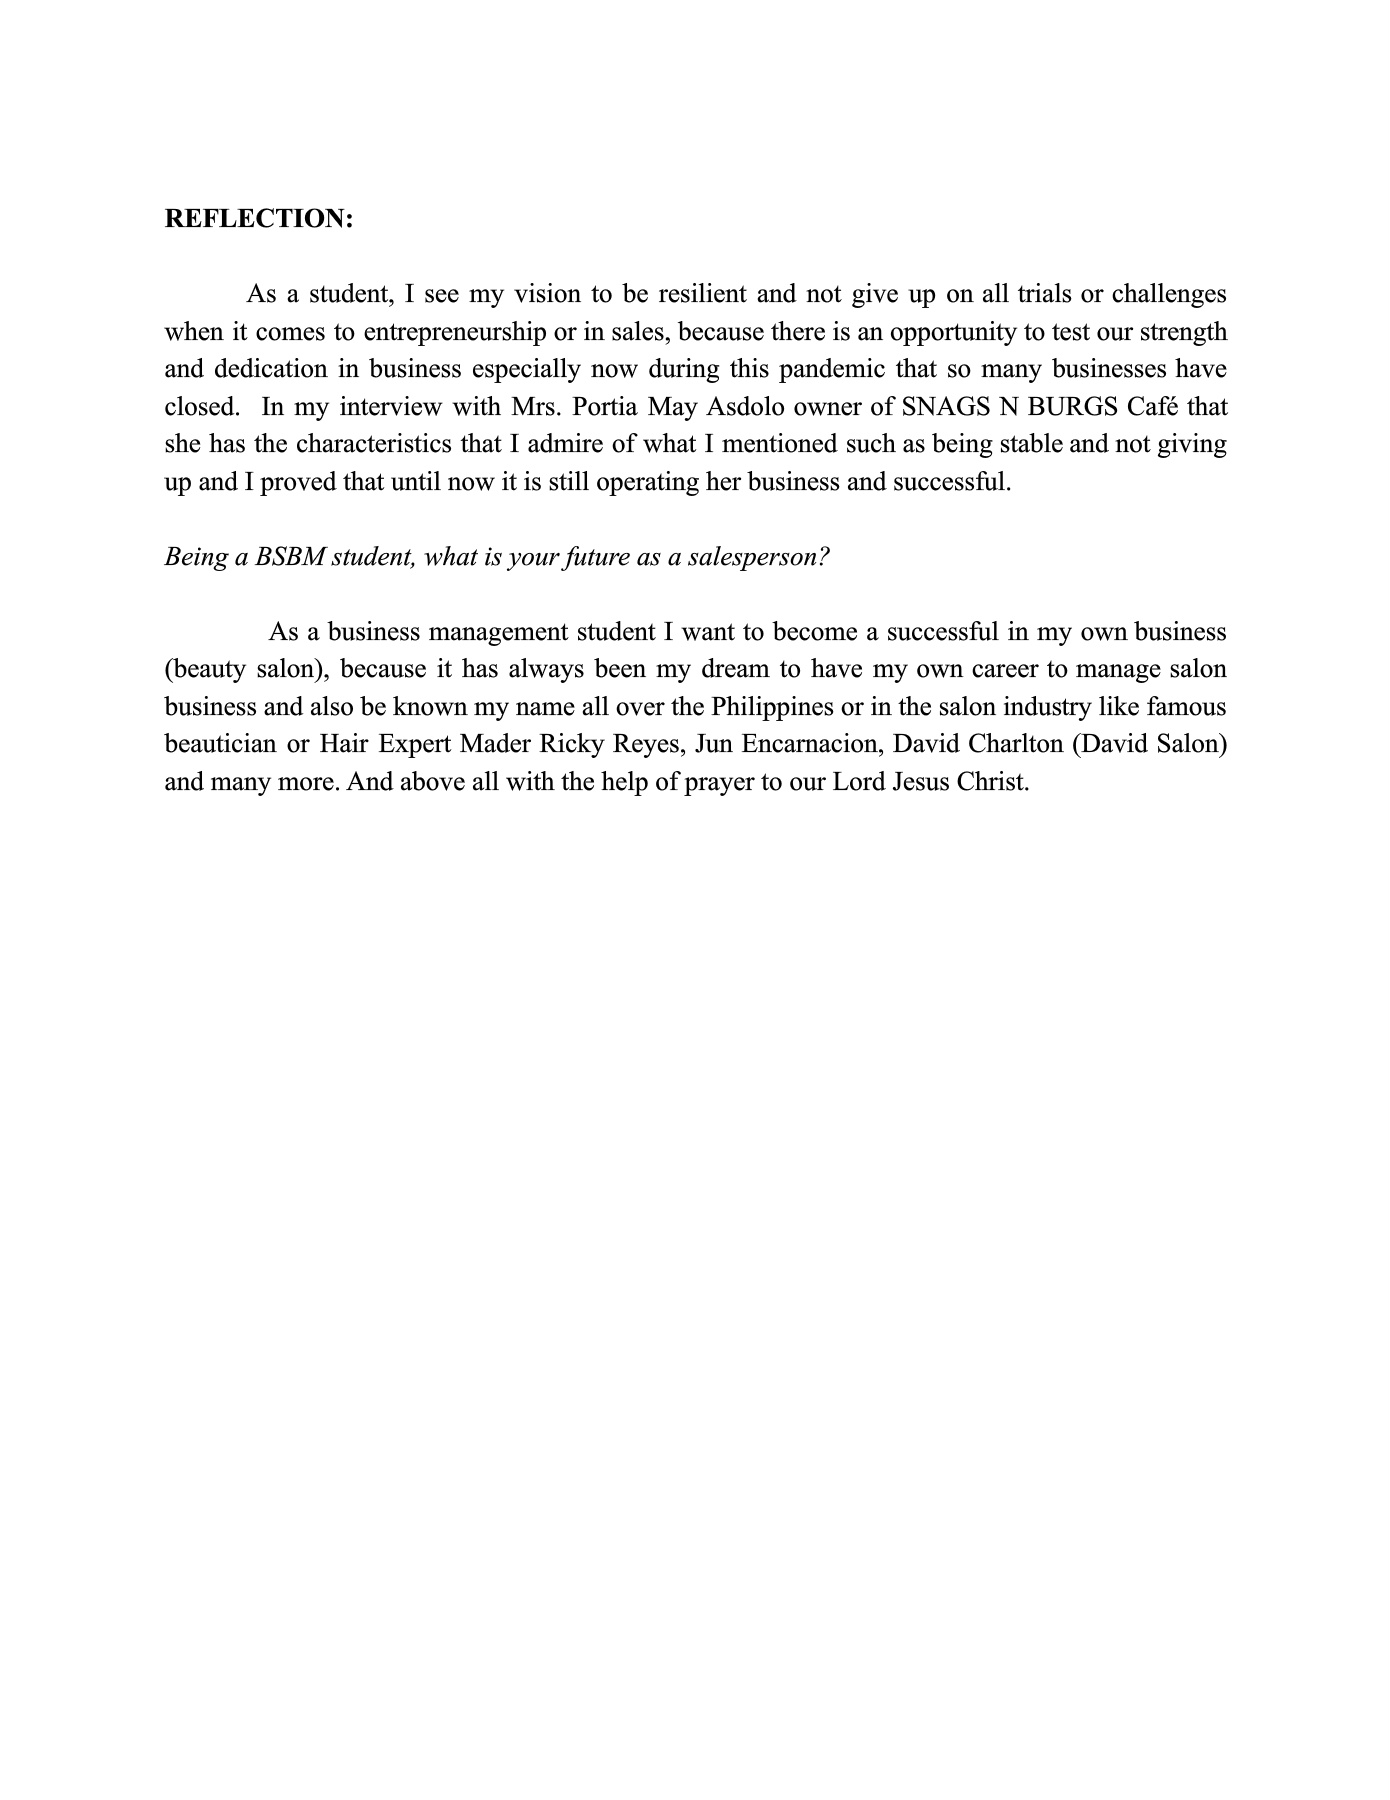 REFLECTION:
As a student, I see my vision to be resilient and not give up on all trials or challenges
when it comes to entrepreneurship or in sales, because there is an opportunity to test our strength
and dedication in business especially now during this pandemic that so many businesses have
closed.  In my interview with Mrs. Portia May Asdolo owner of SNAGS N BURGS Café that
she has the characteristics that I admire of what I mentioned such as being stable and not giving
up and I proved that until now it is still operating her business and successful.
Being a BSBM student, what is your future as a salesperson?
As a business management student I want to become a successful in my own business
(beauty salon), because it has always been my dream to have my own career to manage salon
business and also be known my name all over the Philippines or in the salon industry like famous
beautician or Hair Expert Mader Ricky Reyes, Jun Encarnacion, David Charlton (David Salon)
and many more. And above all with the help of prayer to our Lord Jesus Christ.